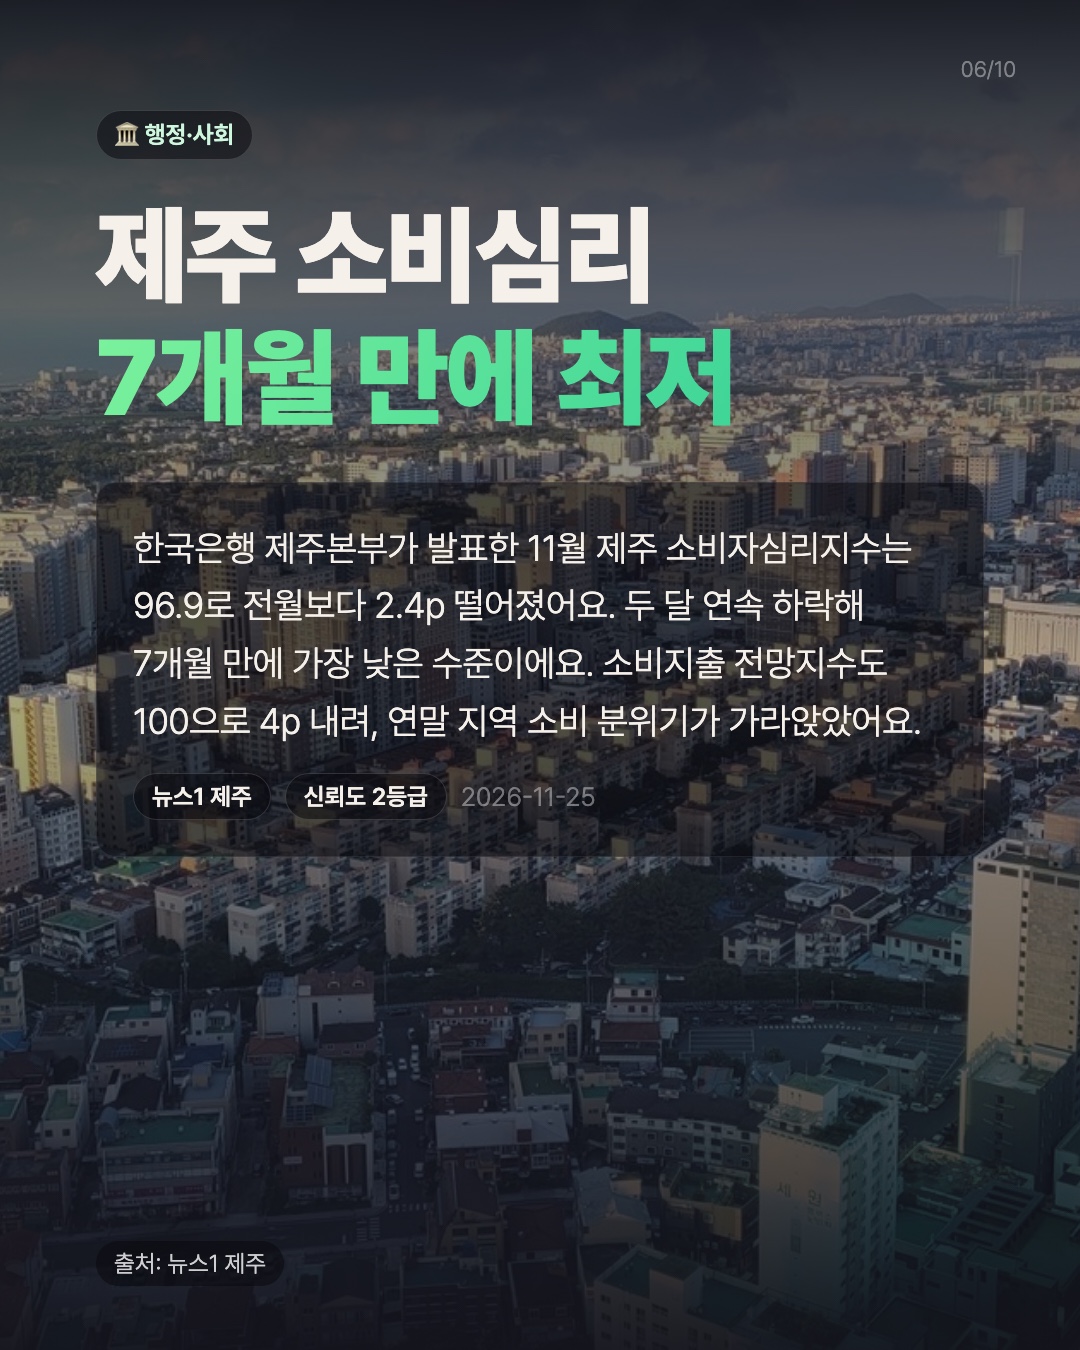 06/10
🏛️ 행정·사회
제주 소비심리
7개월 만에 최저
한국은행 제주본부가 발표한 11월 제주 소비자심리지수는
96.9로 전월보다 2.4p 떨어졌어요. 두 달 연속 하락해
7개월 만에 가장 낮은 수준이에요. 소비지출 전망지수도
100으로 4p 내려, 연말 지역 소비 분위기가 가라앉았어요.
뉴스1 제주 신뢰도 2등급 2026-11-25
세 원
출처: 뉴스1 제주